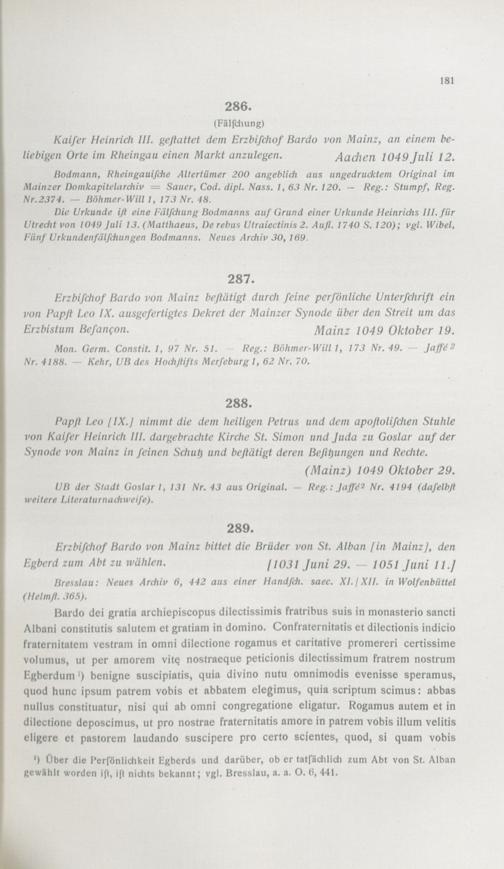 181
286.
(Fälſchung)
Kaiſer Heinrich III. geſtattet dem Erzbiſchof Bardo von Mainz, an einem be-
liebigen Orte im Rheingau einen Markt anzulegen. Aachen 1049 Juli 12.
Bodmann, Rheingauiſche Altertümer 200 angeblich aus ungedrucktem Original im
Mainzer Domkapitelarchiv = Sauer, Cod. dipl. Nass. 1, 63 Nr. 120. — Reg.: Stumpf, Reg.
Nr.2374. — Böhmer-Will 1, 173 Nr. 48.
Die Urkunde iſt eine Fälſchung Bodmanns auf Grund einer Urkunde Heinrichs III. für
Utrecht von 1049 Juli 13. (Matthaeus, De rebus Utraiectinis 2. Aufl. 1740 S. 120); vgl. Wibel,
Fünf Urkundenfälſchungen Bodmanns. Neues Archiv 30, 169.
287.
Erzbiſchof Bardo von Mainz beſtätigt durch ſeine perſönliche Unterſchrift ein
von Papſt Leo IX. ausgefertigtes Dekret der Mainzer Synode über den Streit um das
Erzbistum Beſançon. Mainz 1049 Oktober 19.
Mon. Germ. Constit. 1, 97 Nr. 51. — Reg.: Böhmer-Will 1, 173 Nr. 49. — Jaffé²
Nr. 4188. — Kehr, UB des Hochſtifts Merſeburg 1, 62 Nr. 70.
288.
Papſt Leo [IX.] nimmt die dem heiligen Petrus und dem apoſtoliſchen Stuhle
von Kaiſer Heinrich III. dargebrachte Kirche St. Simon und Juda zu Goslar auf der
Synode von Mainz in ſeinen Schutz und beſtätigt deren Beſitzungen und Rechte.
(Mainz) 1049 Oktober 29.
UB der Stadt Goslar 1, 131 Nr. 43 aus Original. — Reg.: Jaffé² Nr. 4194 (daſelbſt
weitere Literaturnachweiſe).
289.
Erzbiſchof Bardo von Mainz bittet die Brüder von St. Alban [in Mainz], den
Egberd zum Abt zu wählen. [1031 Juni 29. — 1051 Juni 11.]
Bresslau: Neues Archiv 6, 442 aus einer Handſch. saec. XI./XII. in Wolfenbüttel
(Helmſt. 365).
Bardo dei gratia archiepiscopus dilectissimis fratribus suis in monasterio sancti
Albani constitutis salutem et gratiam in domino. Confraternitatis et dilectionis indicio
fraternitatem vestram in omni dilectione rogamus et caritative promereri certissime
volumus, ut per amorem vitę nostraeque peticionis dilectissimum fratrem nostrum
Egberdum ¹) benigne suscipiatis, quia divino nutu omnimodis evenisse speramus,
quod hunc ipsum patrem vobis et abbatem elegimus, quia scriptum scimus: abbas
nullus constituatur, nisi qui ab omni congregatione eligatur. Rogamus autem et in
dilectione deposcimus, ut pro nostrae fraternitatis amore in patrem vobis illum velitis
eligere et pastorem laudando suscipere pro certo scientes, quod, si quam vobis
¹) Über die Perſönlichkeit Egberds und darüber, ob er tatſächlich zum Abt von St. Alban
gewählt worden iſt, iſt nichts bekannt; vgl. Bresslau, a. a. O. 6, 441.